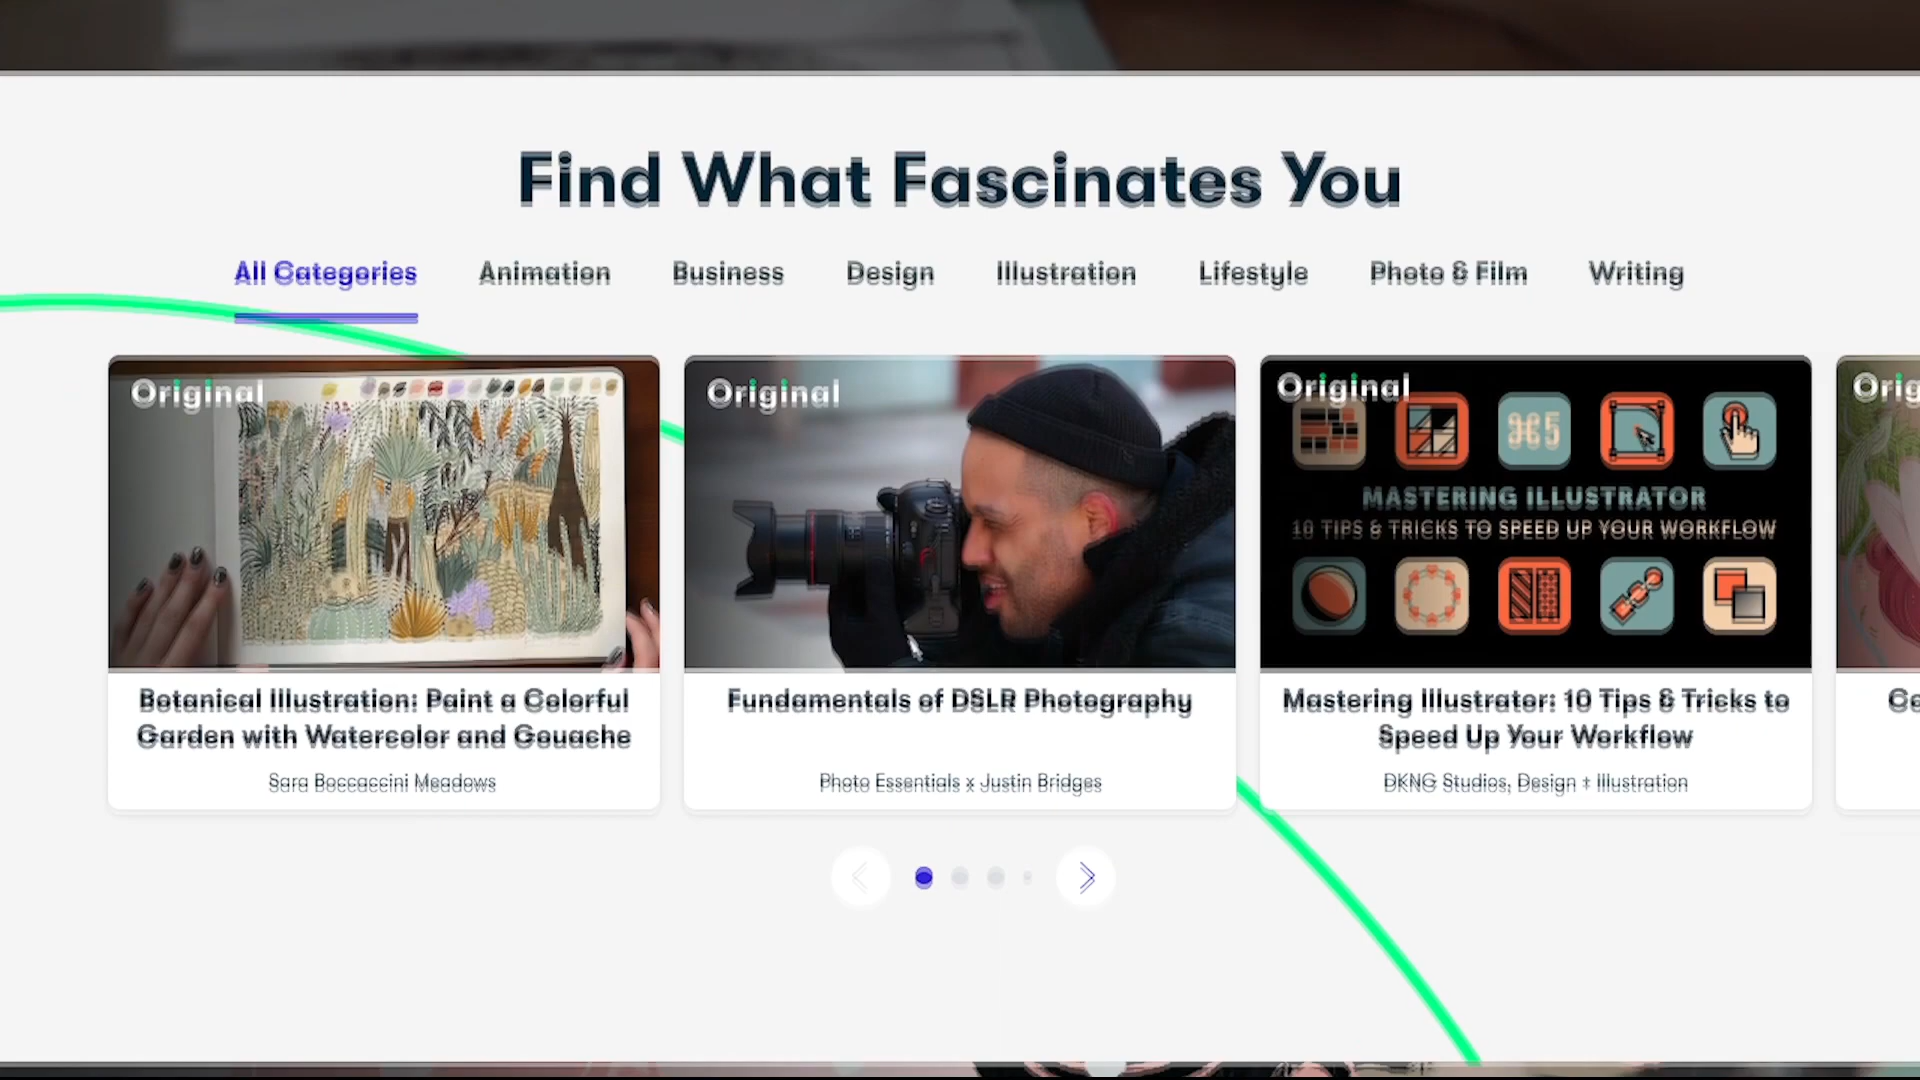 Find What Fascinates You
All Categories Animation Business Design Illustration Lifestyle Photo & Film Writing
Original Original Original Orig
⌘5
MASTERING ILLUSTRATOR
10 TIPS & TRICKS TO SPEED UP YOUR WORKFLOW
Botanical Illustration: Paint a Colorful
Garden with Watercolor and Gouache
Sara Boccaccini Meadows
Fundamentals of DSLR Photography
Photo Essentials x Justin Bridges
Mastering Illustrator: 10 Tips & Tricks to
Speed Up Your Workflow
DKNG Studios, Design + Illustration